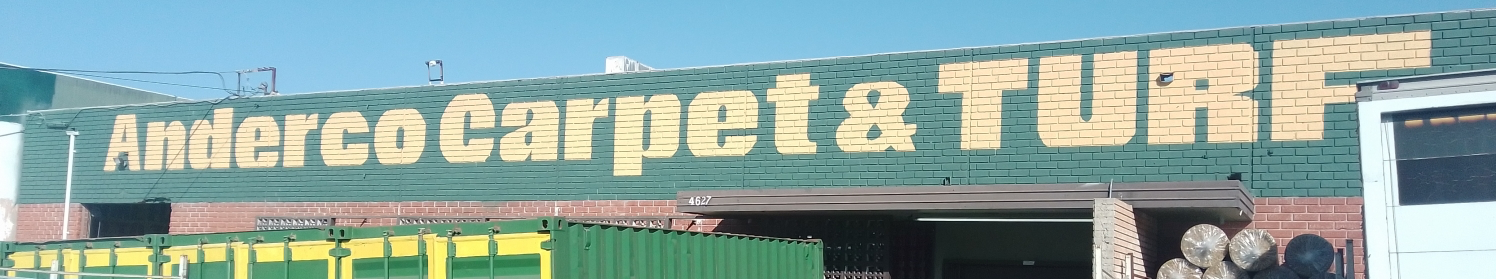 Anderco Carpet & TURF
4627